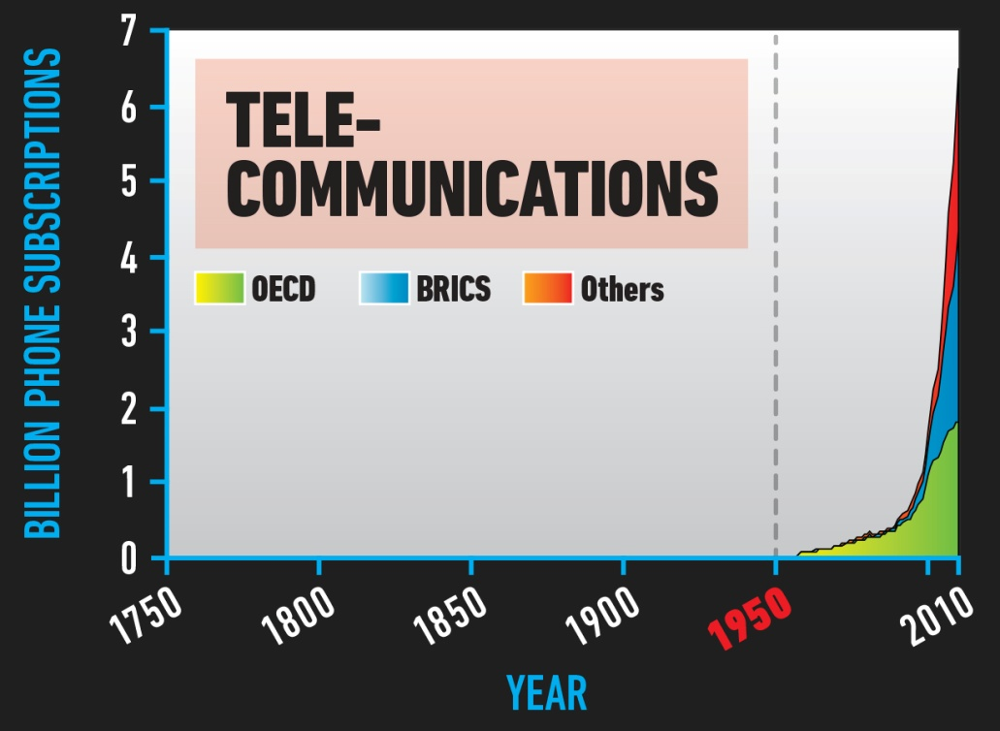 BILLION PHONE SUBSCRIPTIONS
7
6
5
4
3
2
1
0
TELE-
COMMUNICATIONS
OECD BRICS Others
1750 1800 1850 1900 1950 2010
YEAR